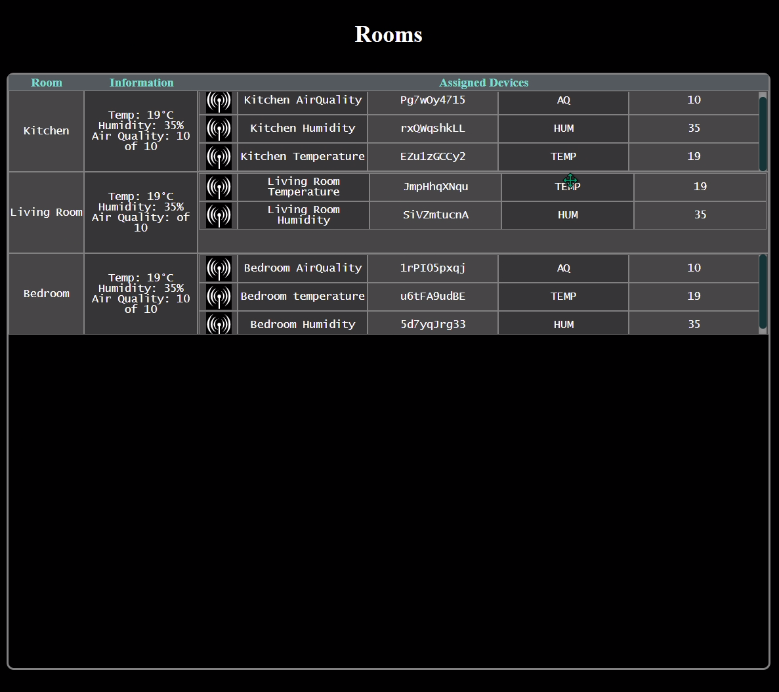 Rooms
Room Information Assigned Devices
Kitchen
Temp: 19°C
Humidity: 35%
Air Quality: 10
of 10
Kitchen AirQuality Pg7wOy4715 AQ 10
Kitchen Humidity rxQWqshkLL HUM 35
Kitchen Temperature EZu1zGCCy2 TEMP 19
Living Room
Temp: 19°C
Humidity: 35%
Air Quality: of
10
Living Room
Temperature JmpHhqXNqu TEMP 19
Living Room
Humidity SiVZmtucnA HUM 35
Bedroom
Temp: 19°C
Humidity: 35%
Air Quality: 10
of 10
Bedroom AirQuality 1rPI05pxqj AQ 10
Bedroom temperature u6tFA9udBE TEMP 19
Bedroom Humidity 5d7yqJrg33 HUM 35